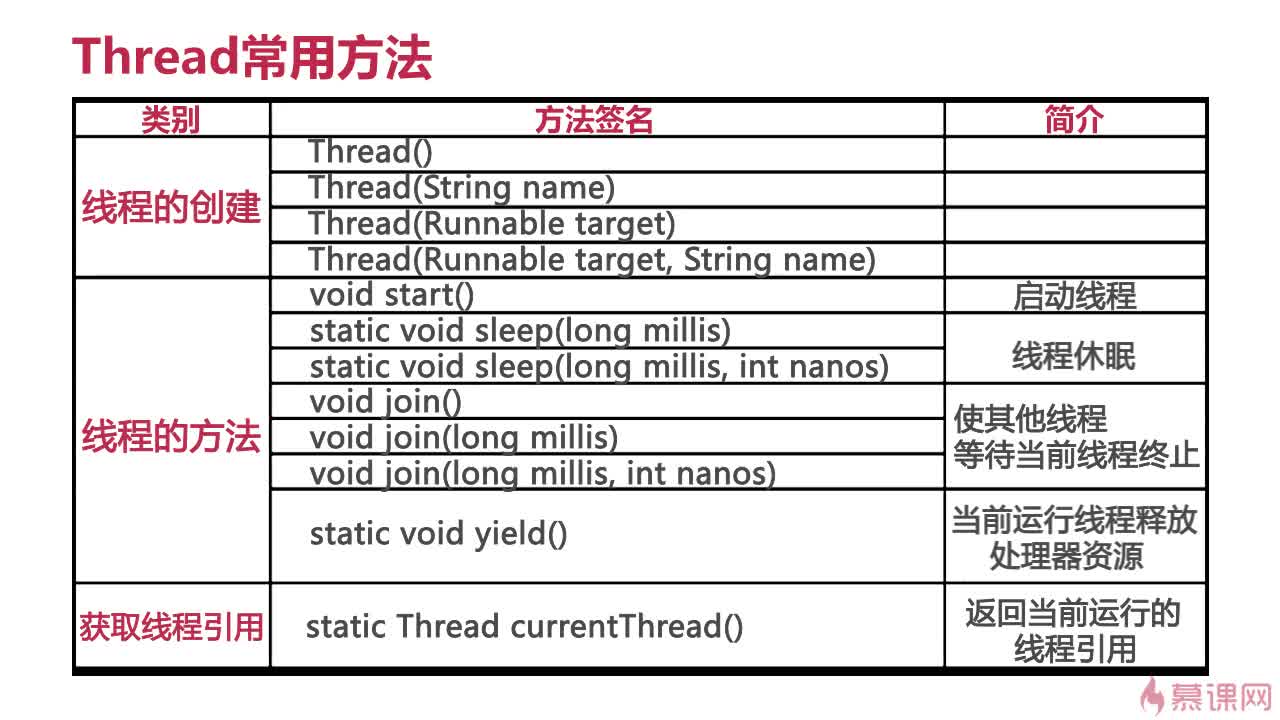 Thread常用方法
类别 方法签名 简介
线程的创建
Thread()
Thread(String name)
Thread(Runnable target)
Thread(Runnable target, String name)
线程的方法
void start()
启动线程
static void sleep(long millis)
static void sleep(long millis, int nanos)
线程休眠
void join()
void join(long millis)
void join(long millis, int nanos)
使其他线程
等待当前线程终止
static void yield()
当前运行线程释放
处理器资源
获取线程引用
static Thread currentThread()
返回当前运行的
线程引用
慕课网